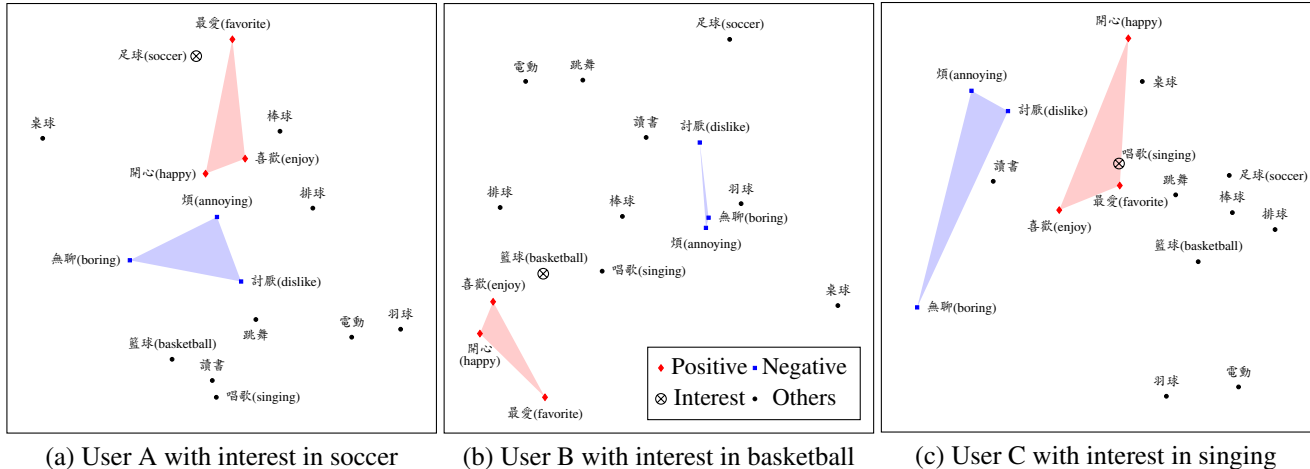 最愛(favorite)
足球(soccer)
桌球
棒球
喜歡(enjoy)
開心(happy)
排球
煩(annoying)
無聊(boring)
討厭(dislike)
跳舞
電動
羽球
籃球(basketball)
讀書
唱歌(singing)
(a) User A with interest in soccer
足球(soccer)
電動
跳舞
讀書
討厭(dislike)
排球
棒球
羽球
無聊(boring)
煩(annoying)
籃球(basketball)
唱歌(singing)
喜歡(enjoy)
桌球
開心
(happy)
最愛(favorite)
Positive Negative
Interest Others
(b) User B with interest in basketball
開心(happy)
煩(annoying)
桌球
討厭(dislike)
唱歌(singing)
讀書
足球(soccer)
跳舞
最愛(favorite)
棒球
排球
喜歡(enjoy)
籃球(basketball)
無聊(boring)
羽球
電動
(c) User C with interest in singing